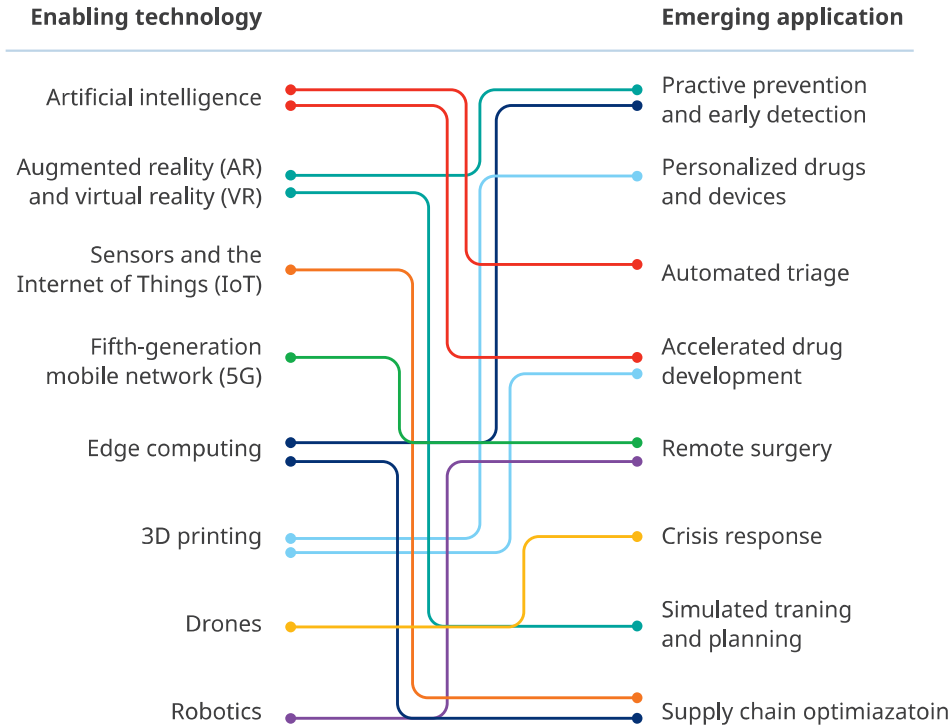 Enabling technology
Emerging application
Artificial intelligence
Augmented reality (AR)
and virtual reality (VR)
Sensors and the
Internet of Things (IoT)
Fifth-generation
mobile network (5G)
Edge computing
3D printing
Drones
Robotics
Practive prevention
and early detection
Personalized drugs
and devices
Automated triage
Accelerated drug
development
Remote surgery
Crisis response
Simulated traning
and planning
Supply chain optimiazatoin